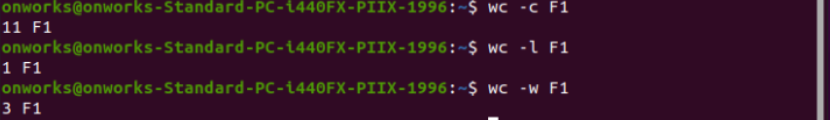 onworks@onworks-Standard-PC-i440FX-PIIX-1996:~$ wc -c F1
11 F1
onworks@onworks-Standard-PC-i440FX-PIIX-1996:~$ wc -l F1
1 F1
onworks@onworks-Standard-PC-i440FX-PIIX-1996:~$ wc -w F1
3 F1